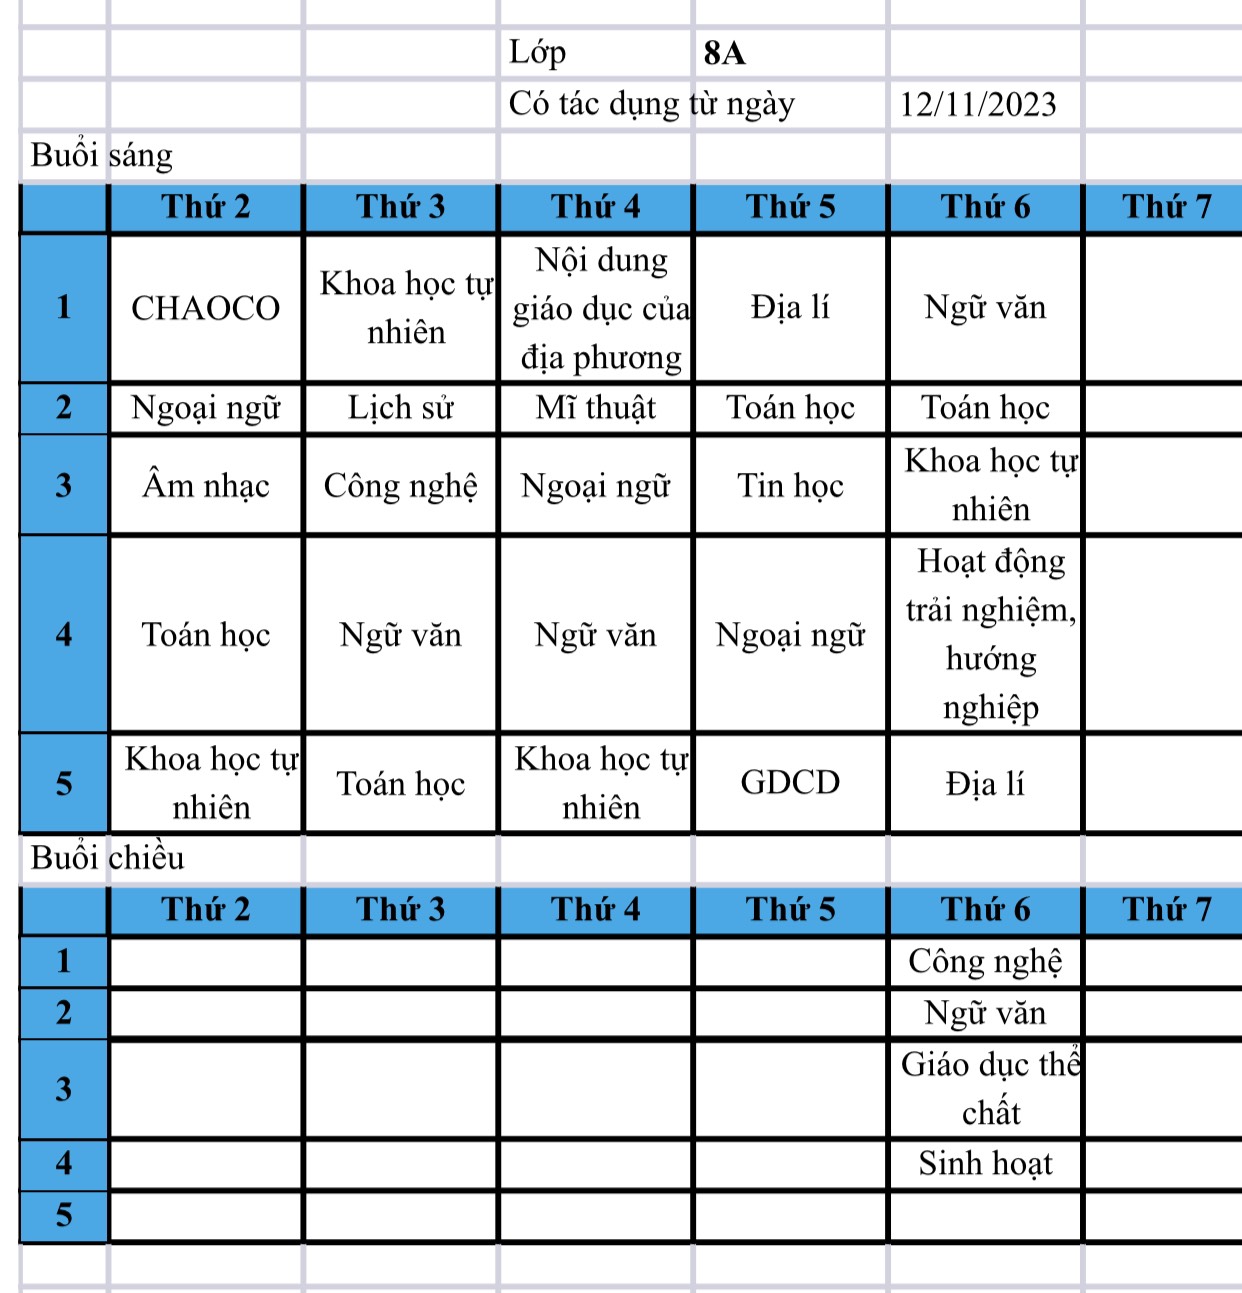 Lớp 8A
Có tác dụng từ ngày 12/11/2023
Buổi sáng
Thứ 2 Thứ 3 Thứ 4 Thứ 5 Thứ 6 Thứ 7
1 CHAOCO Khoa học tự nhiên Nội dung giáo dục của địa phương Địa lí Ngữ văn
2 Ngoại ngữ Lịch sử Mĩ thuật Toán học Toán học
3 Âm nhạc Công nghệ Ngoại ngữ Tin học Khoa học tự nhiên
4 Toán học Ngữ văn Ngữ văn Ngoại ngữ Hoạt động trải nghiệm, hướng nghiệp
5 Khoa học tự nhiên Toán học Khoa học tự nhiên GDCD Địa lí
Buổi chiều
Thứ 2 Thứ 3 Thứ 4 Thứ 5 Thứ 6 Thứ 7
1 Công nghệ
2 Ngữ văn
3 Giáo dục thể chất
4 Sinh hoạt
5